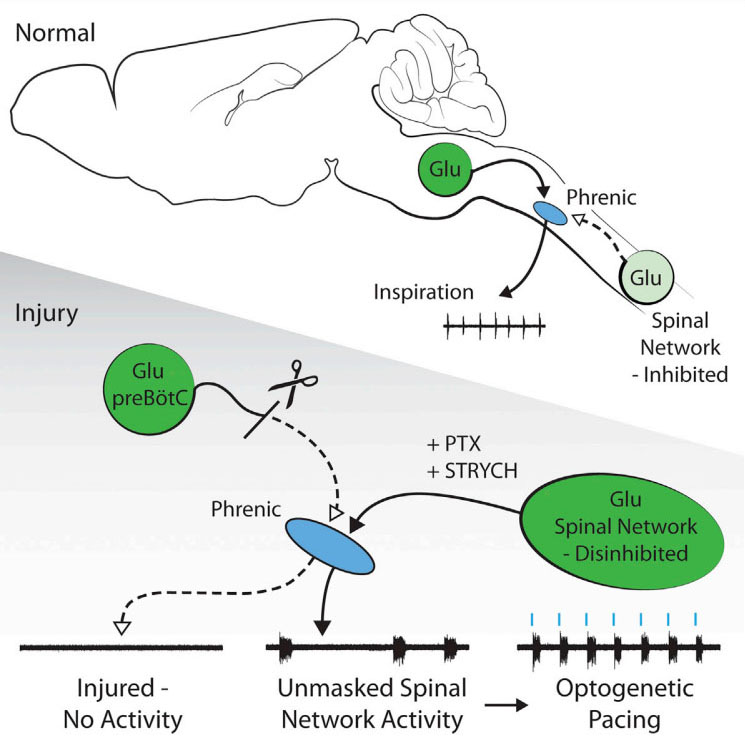 Normal
Glu
Phrenic
Glu
Inspiration
Spinal
Network
- Inhibited
Injury
Glu
preBötC
+ PTX
+ STRYCH
Phrenic
Glu
Spinal Network
- Disinhibited
Injured -
No Activity
Unmasked Spinal
Network Activity
Optogenetic
Pacing